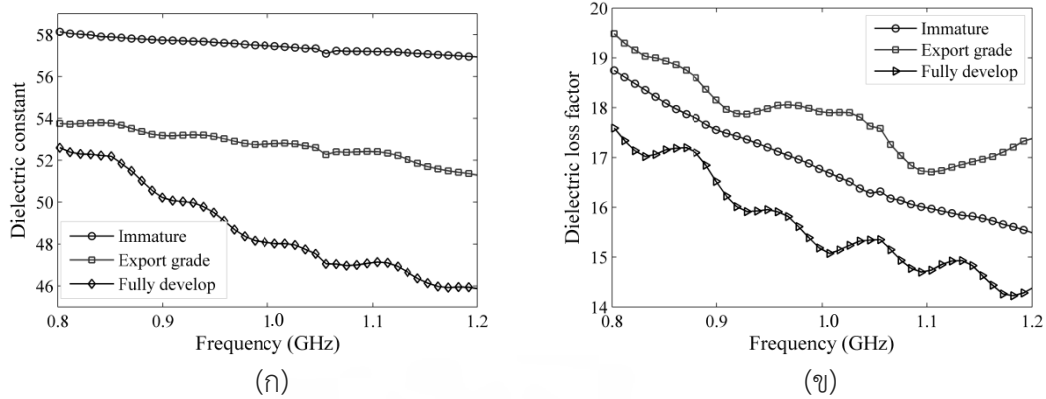 58
56
54
52
50
48
46
Dielectric constant
Immature
Export grade
Fully develop
0.8 0.9 1.0 1.1 1.2
Frequency (GHz)
(ก)
20
19
18
17
16
15
14
Dielectric loss factor
Immature
Export grade
Fully develop
0.8 0.9 1.0 1.1 1.2
Frequency (GHz)
(ข)